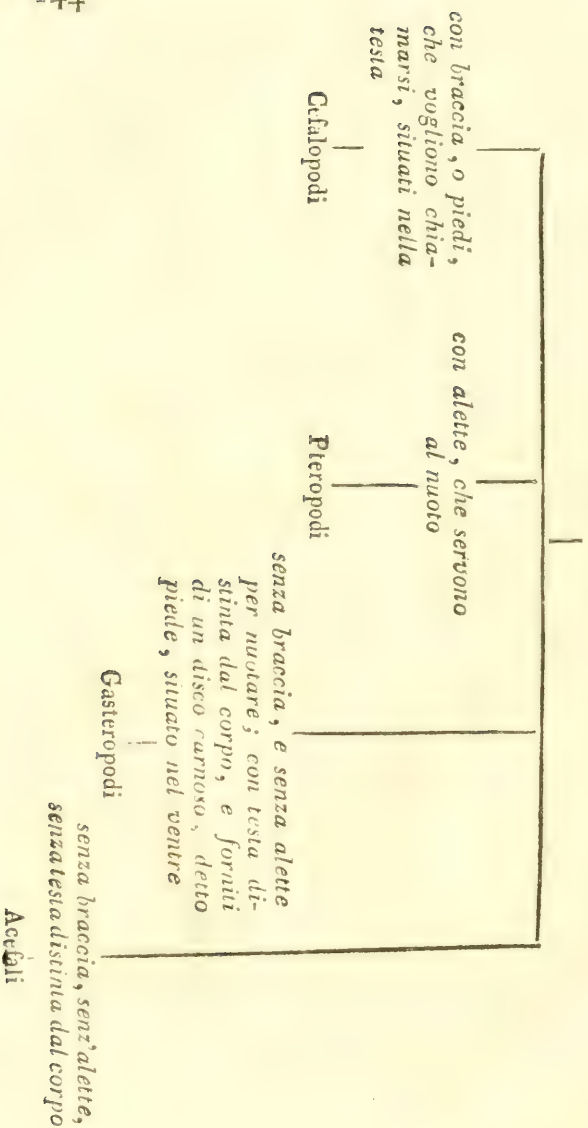 con braccia, o piedi,
che vogliono chia-
marsi, situati nella
testa
Cefalopodi
con alette, che servono
al nuoto
Pteropodi
senza braccia, e senza alette
per nuotare; con testa di-
stinta dal corpo, e forniti
di un disco carnoso, detto
piede, situato nel ventre
Gasteropodi
senza braccia, senz'alette,
senza testa distinta dal corpo
Acefali